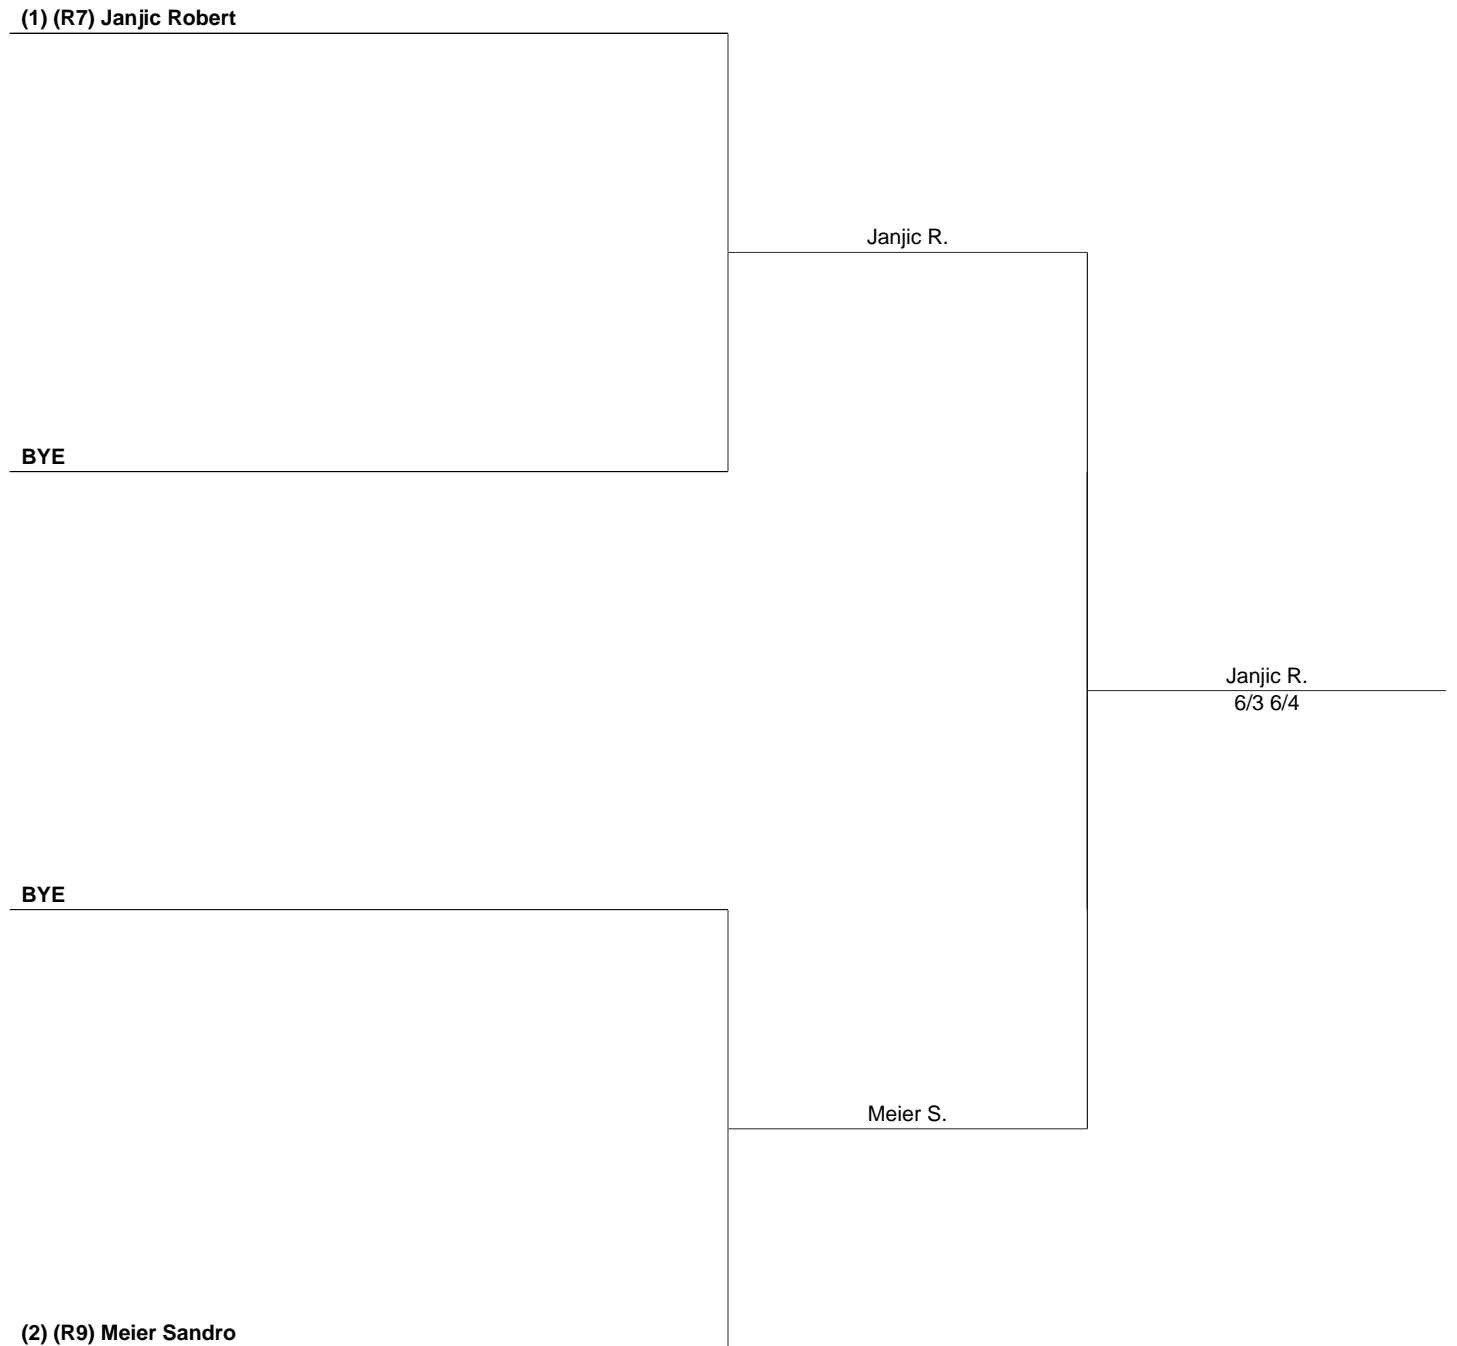 (1) (R7) Janjic Robert
Janjic R.
BYE
Janjic R.
6/3 6/4
BYE
Meier S.
(2) (R9) Meier Sandro